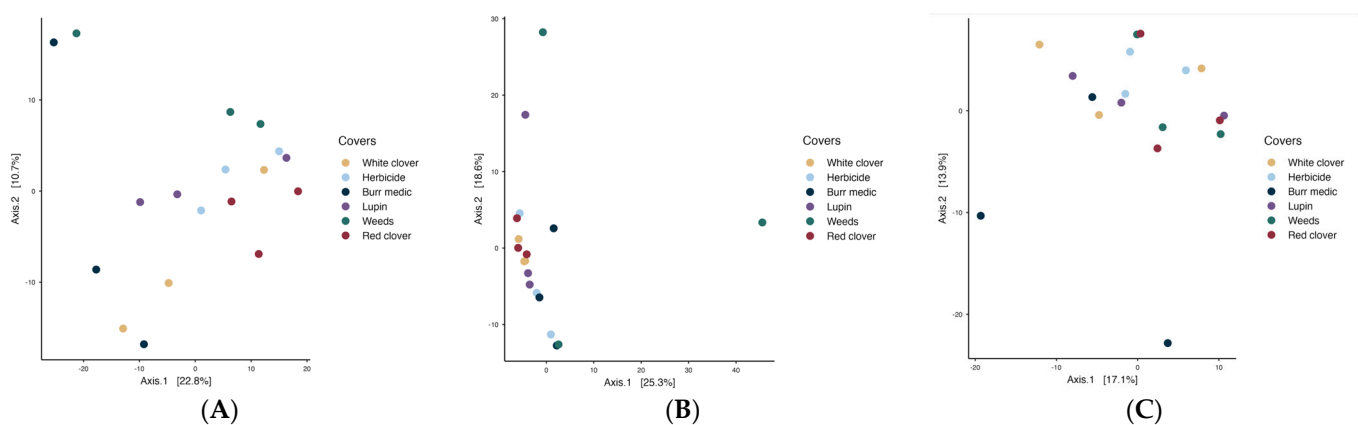 10
0
-10
Axis.2 [10.7%]
-20
-10
0
10
20
Axis.1 [22.8%]
Covers
White clover
Herbicide
Burr medic
Lupin
Weeds
Red clover
(A)
30
20
10
0
-10
Axis.2 [18.6%]
0
10
20
30
40
Axis.1 [25.3%]
Covers
White clover
Herbicide
Burr medic
Lupin
Weeds
Red clover
(B)
0
-10
-20
Axis.2 [13.9%]
-20
-10
0
10
Axis.1 [17.1%]
Covers
White clover
Herbicide
Burr medic
Lupin
Weeds
Red clover
(C)